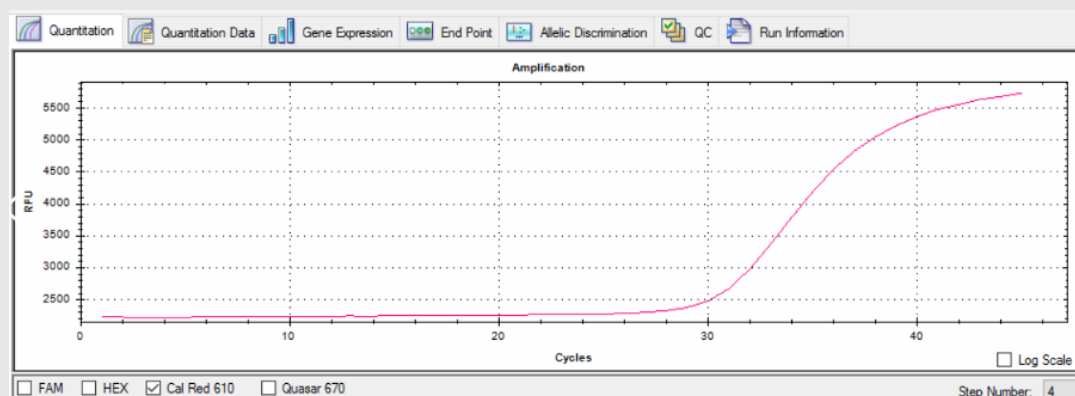 Quantitation Quantitation Data Gene Expression End Point Allelic Discrimination QC Run Information
Amplification
5500
5000
4500
4000
3500
3000
2500
RFU
0 10 20 30 40
Cycles
Log Scale
FAM HEX Cal Red 610 Quasar 670 Step Number: 4